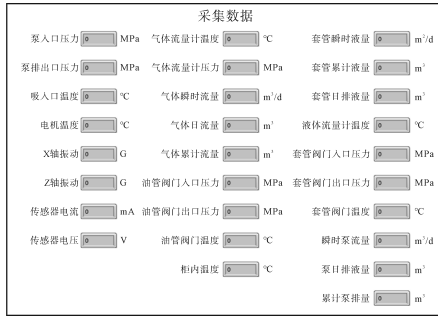 采集数据
泵入口压力 0 MPa 气体流量计温度 0 ℃ 套管瞬时液量 0 m³/d
泵排出口压力 0 MPa 气体流量计压力 0 MPa 套管累计液量 0 m³
吸入口温度 0 ℃ 气体瞬时流量 0 m³/d 套管日排液量 0 m³
电机温度 0 ℃ 气体日流量 0 m³ 液体流量计温度 0 ℃
X轴振动 0 G 气体累计流量 0 m³ 套管阀门入口压力 0 MPa
Z轴振动 0 G 油管阀门入口压力 0 MPa 套管阀门出口压力 0 MPa
传感器电流 0 mA 油管阀门出口压力 0 MPa 套管阀门温度 0 ℃
传感器电压 0 V 油管阀门温度 0 ℃ 瞬时泵流量 0 m³/d
柜内温度 0 ℃ 泵日排液量 0 m³
累计泵排量 0 m³